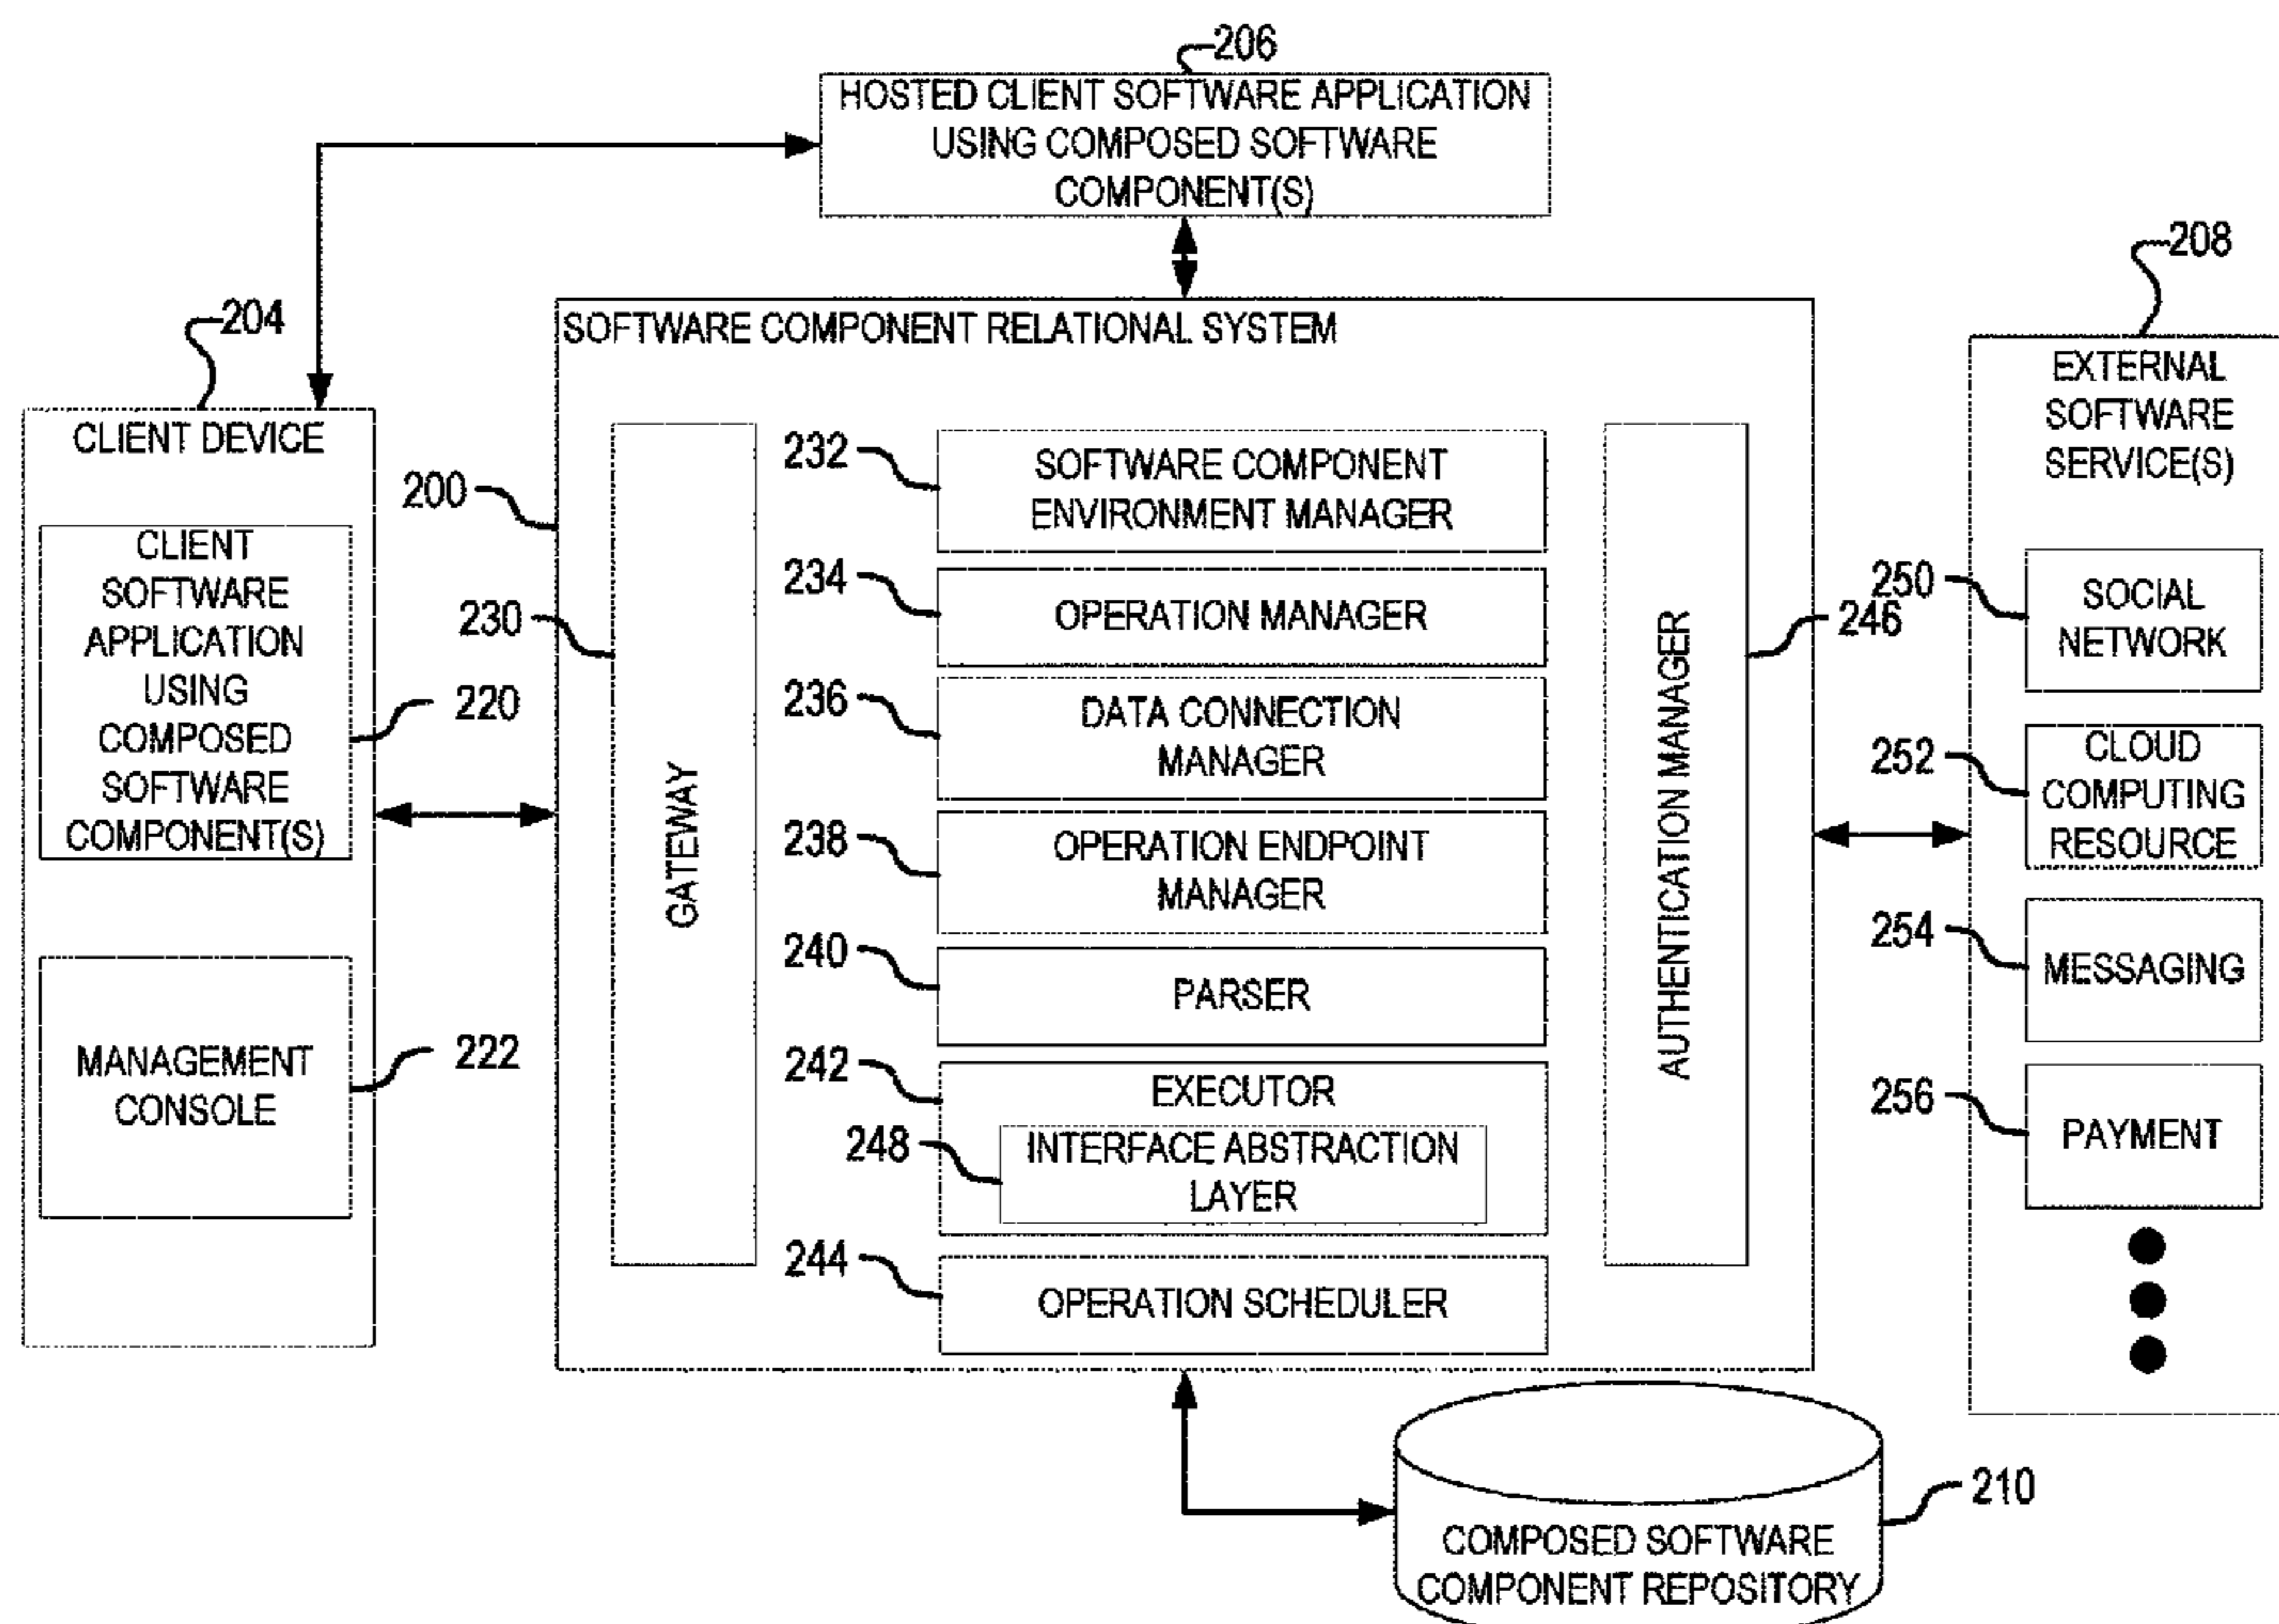 206
HOSTED CLIENT SOFTWARE APPLICATION
USING COMPOSED SOFTWARE
COMPONENT(S)
204
CLIENT DEVICE
CLIENT
SOFTWARE
APPLICATION
USING
COMPOSED
SOFTWARE
COMPONENT(S)
220
MANAGEMENT
CONSOLE
222
200
SOFTWARE COMPONENT RELATIONAL SYSTEM
230
GATEWAY
232
SOFTWARE COMPONENT
ENVIRONMENT MANAGER
234
OPERATION MANAGER
236
DATA CONNECTION
MANAGER
238
OPERATION ENDPOINT
MANAGER
240
PARSER
242
EXECUTOR
248
INTERFACE ABSTRACTION
LAYER
244
OPERATION SCHEDULER
AUTHENTICATION MANAGER
246
208
EXTERNAL
SOFTWARE
SERVICE(S)
250
SOCIAL
NETWORK
252
CLOUD
COMPUTING
RESOURCE
254
MESSAGING
256
PAYMENT
210
COMPOSED SOFTWARE
COMPONENT REPOSITORY